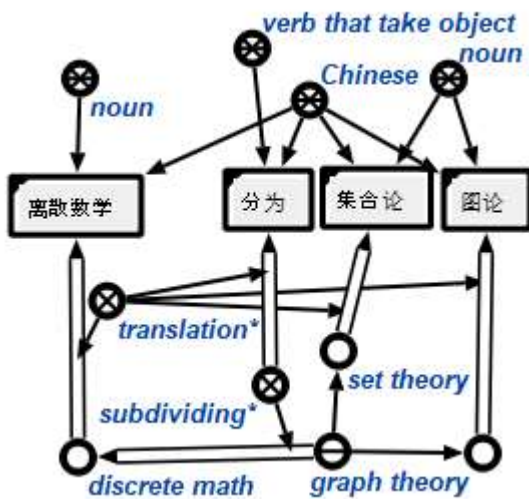 verb that take object
noun
Chinese
noun
离散数学
分为
集合论
图论
translation*
set theory
subdividing*
discrete math
graph theory